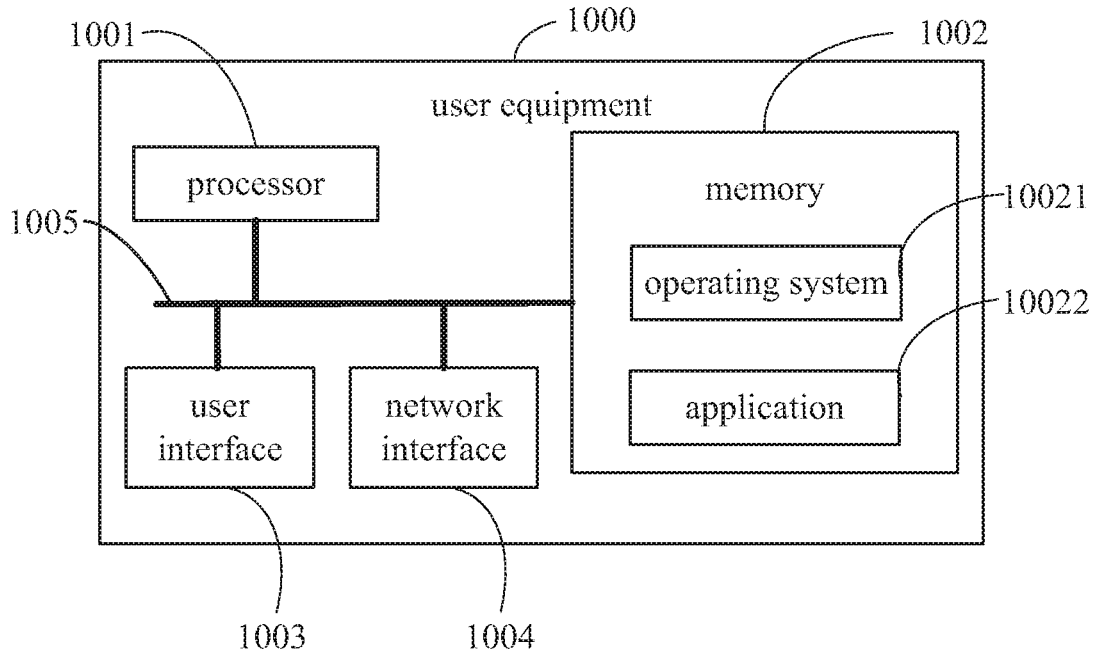 1000
1001
1002
user equipment
processor
memory
10021
1005
operating system
10022
user
interface
network
interface
application
1003
1004